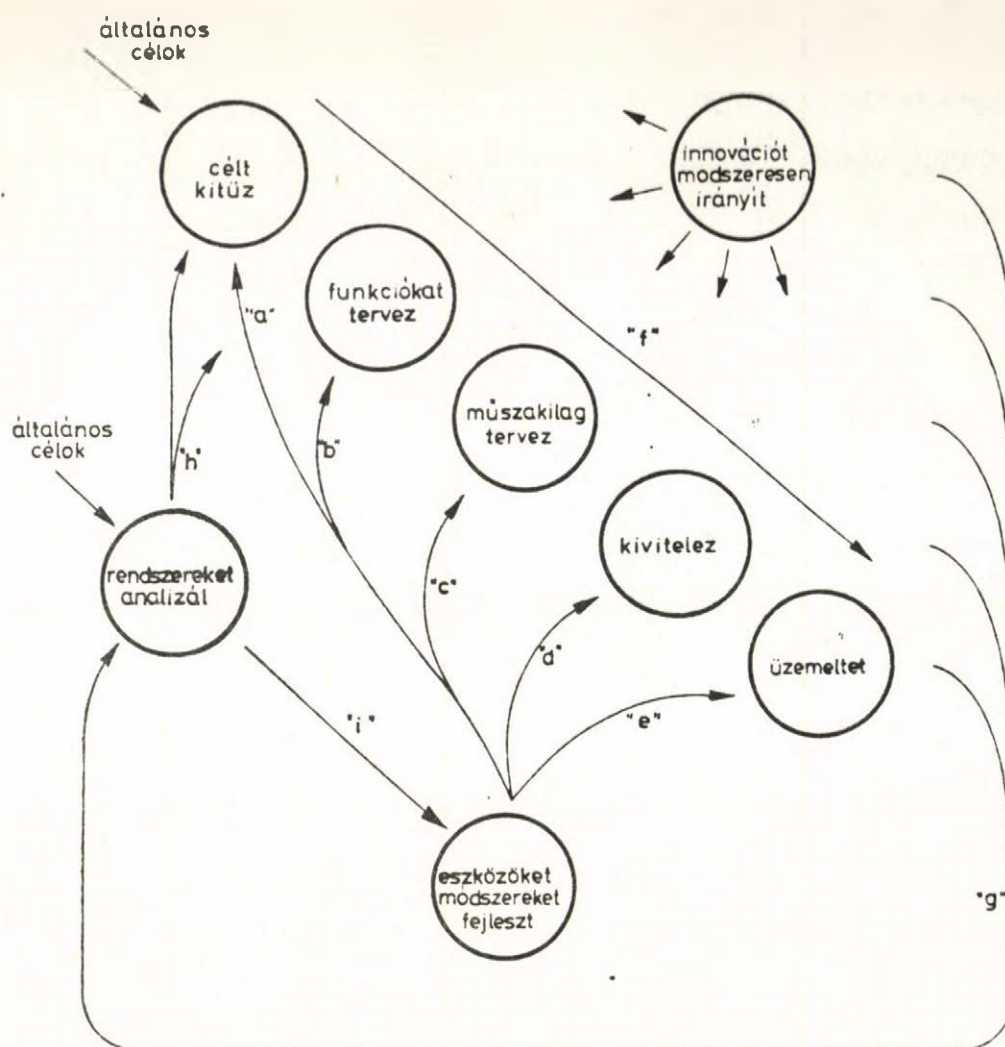 általános
célok
célt
kitüz
innovációt
módszeresen
irányít
funkciókat
tervez
"a"
"f"
műszakilag
tervez
"b"
általános
célok
"h"
kivitelez
rendszereket
analizál
"c"
"d"
üzemeltet
"i"
"e"
eszközöket
módszereket
fejleszt
"g"